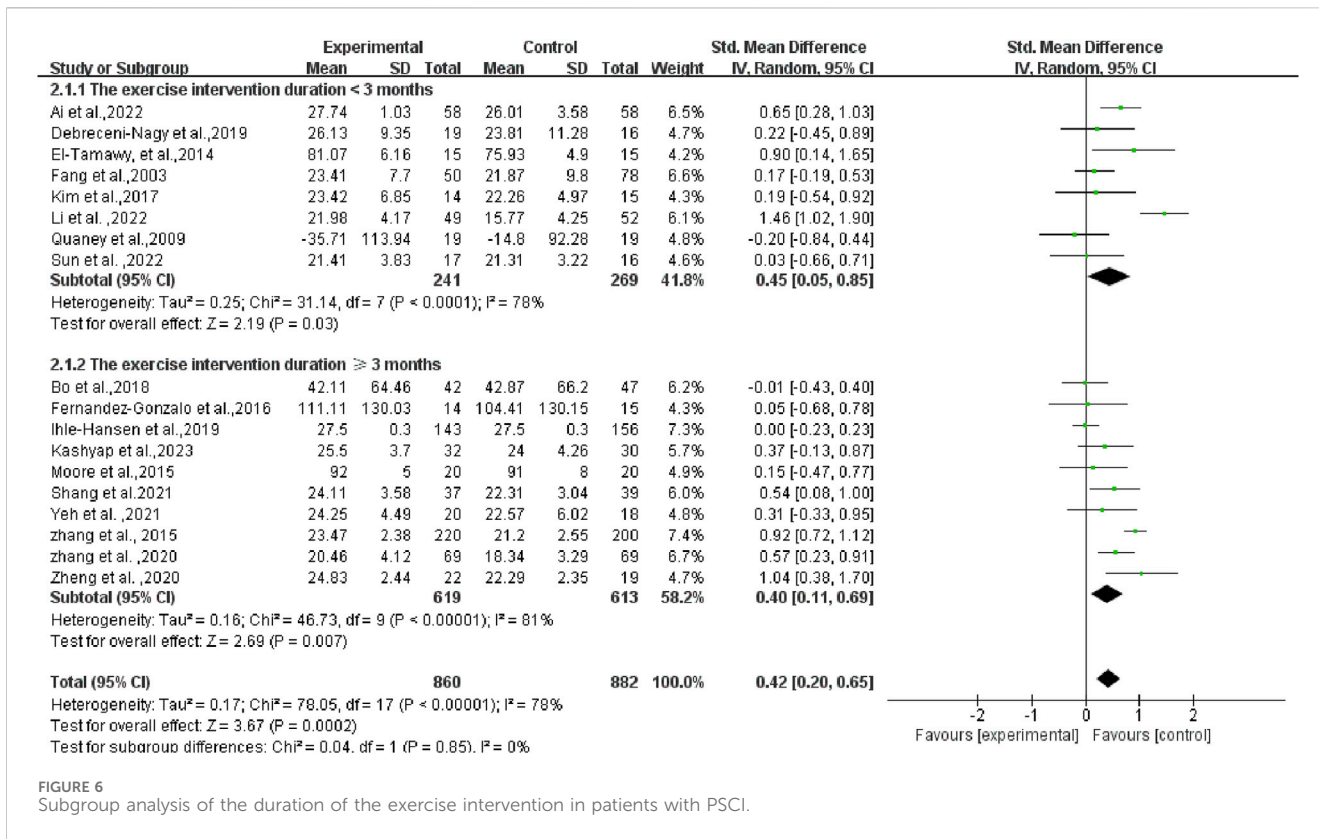 Experimental Control Std. Mean Difference Std. Mean Difference
Study or Subgroup Mean SD Total Mean SD Total Weight IV, Random, 95% CI IV, Random, 95% CI
2.1.1 The exercise intervention duration < 3 months
Ai et al.,2022 27.74 1.03 58 26.01 3.58 58 6.5% 0.65 [0.28, 1.03]
Debreceni-Nagy et al.,2019 26.13 9.35 19 23.81 11.28 16 4.7% 0.22 [-0.45, 0.89]
El-Tamawy, et al.,2014 81.07 6.16 15 75.93 4.9 15 4.2% 0.90 [0.14, 1.65]
Fang et al.,2003 23.41 7.7 50 21.87 9.8 78 6.6% 0.17 [-0.19, 0.53]
Kim et al.,2017 23.42 6.85 14 22.26 4.97 15 4.3% 0.19 [-0.54, 0.92]
Li et al. ,2022 21.98 4.17 49 15.77 4.25 52 6.1% 1.46 [1.02, 1.90]
Quaney et al.,2009 -35.71 113.94 19 -14.8 92.28 19 4.8% -0.20 [-0.84, 0.44]
Sun et al. ,2022 21.41 3.83 17 21.31 3.22 16 4.6% 0.03 [-0.66, 0.71]
Subtotal (95% CI) 241 269 41.8% 0.45 [0.05, 0.85]
Heterogeneity: Tau² = 0.25; Chi² = 31.14, df = 7 (P < 0.0001); I² = 78%
Test for overall effect: Z = 2.19 (P = 0.03)
2.1.2 The exercise intervention duration ⩾ 3 months
Bo et al.,2018 42.11 64.46 42 42.87 66.2 47 6.2% -0.01 [-0.43, 0.40]
Fernandez-Gonzalo et al.,2016 111.11 130.03 14 104.41 130.15 15 4.3% 0.05 [-0.68, 0.78]
Ihle-Hansen et al.,2019 27.5 0.3 143 27.5 0.3 156 7.3% 0.00 [-0.23, 0.23]
Kashyap et al.,2023 25.5 3.7 32 24 4.26 30 5.7% 0.37 [-0.13, 0.87]
Moore et al.,2015 92 5 20 91 8 20 4.9% 0.15 [-0.47, 0.77]
Shang et al.2021 24.11 3.58 37 22.31 3.04 39 6.0% 0.54 [0.08, 1.00]
Yeh et al. ,2021 24.25 4.49 20 22.57 6.02 18 4.8% 0.31 [-0.33, 0.95]
zhang et al., 2015 23.47 2.38 220 21.2 2.55 200 7.4% 0.92 [0.72, 1.12]
zhang et al., 2020 20.46 4.12 69 18.34 3.29 69 6.7% 0.57 [0.23, 0.91]
Zheng et al. ,2020 24.83 2.44 22 22.29 2.35 19 4.7% 1.04 [0.38, 1.70]
Subtotal (95% CI) 619 613 58.2% 0.40 [0.11, 0.69]
Heterogeneity: Tau² = 0.16; Chi² = 46.73, df = 9 (P < 0.00001); I² = 81%
Test for overall effect: Z = 2.69 (P = 0.007)
Total (95% CI) 860 882 100.0% 0.42 [0.20, 0.65]
Heterogeneity: Tau² = 0.17; Chi² = 78.05, df = 17 (P < 0.00001); I² = 78%
Test for overall effect: Z = 3.67 (P = 0.0002)
Test for subgroup differences: Chi² = 0.04. df = 1 (P = 0.85). I² = 0%
-2 -1 0 1 2
Favours [experimental] Favours [control]
FIGURE 6
Subgroup analysis of the duration of the exercise intervention in patients with PSCI.